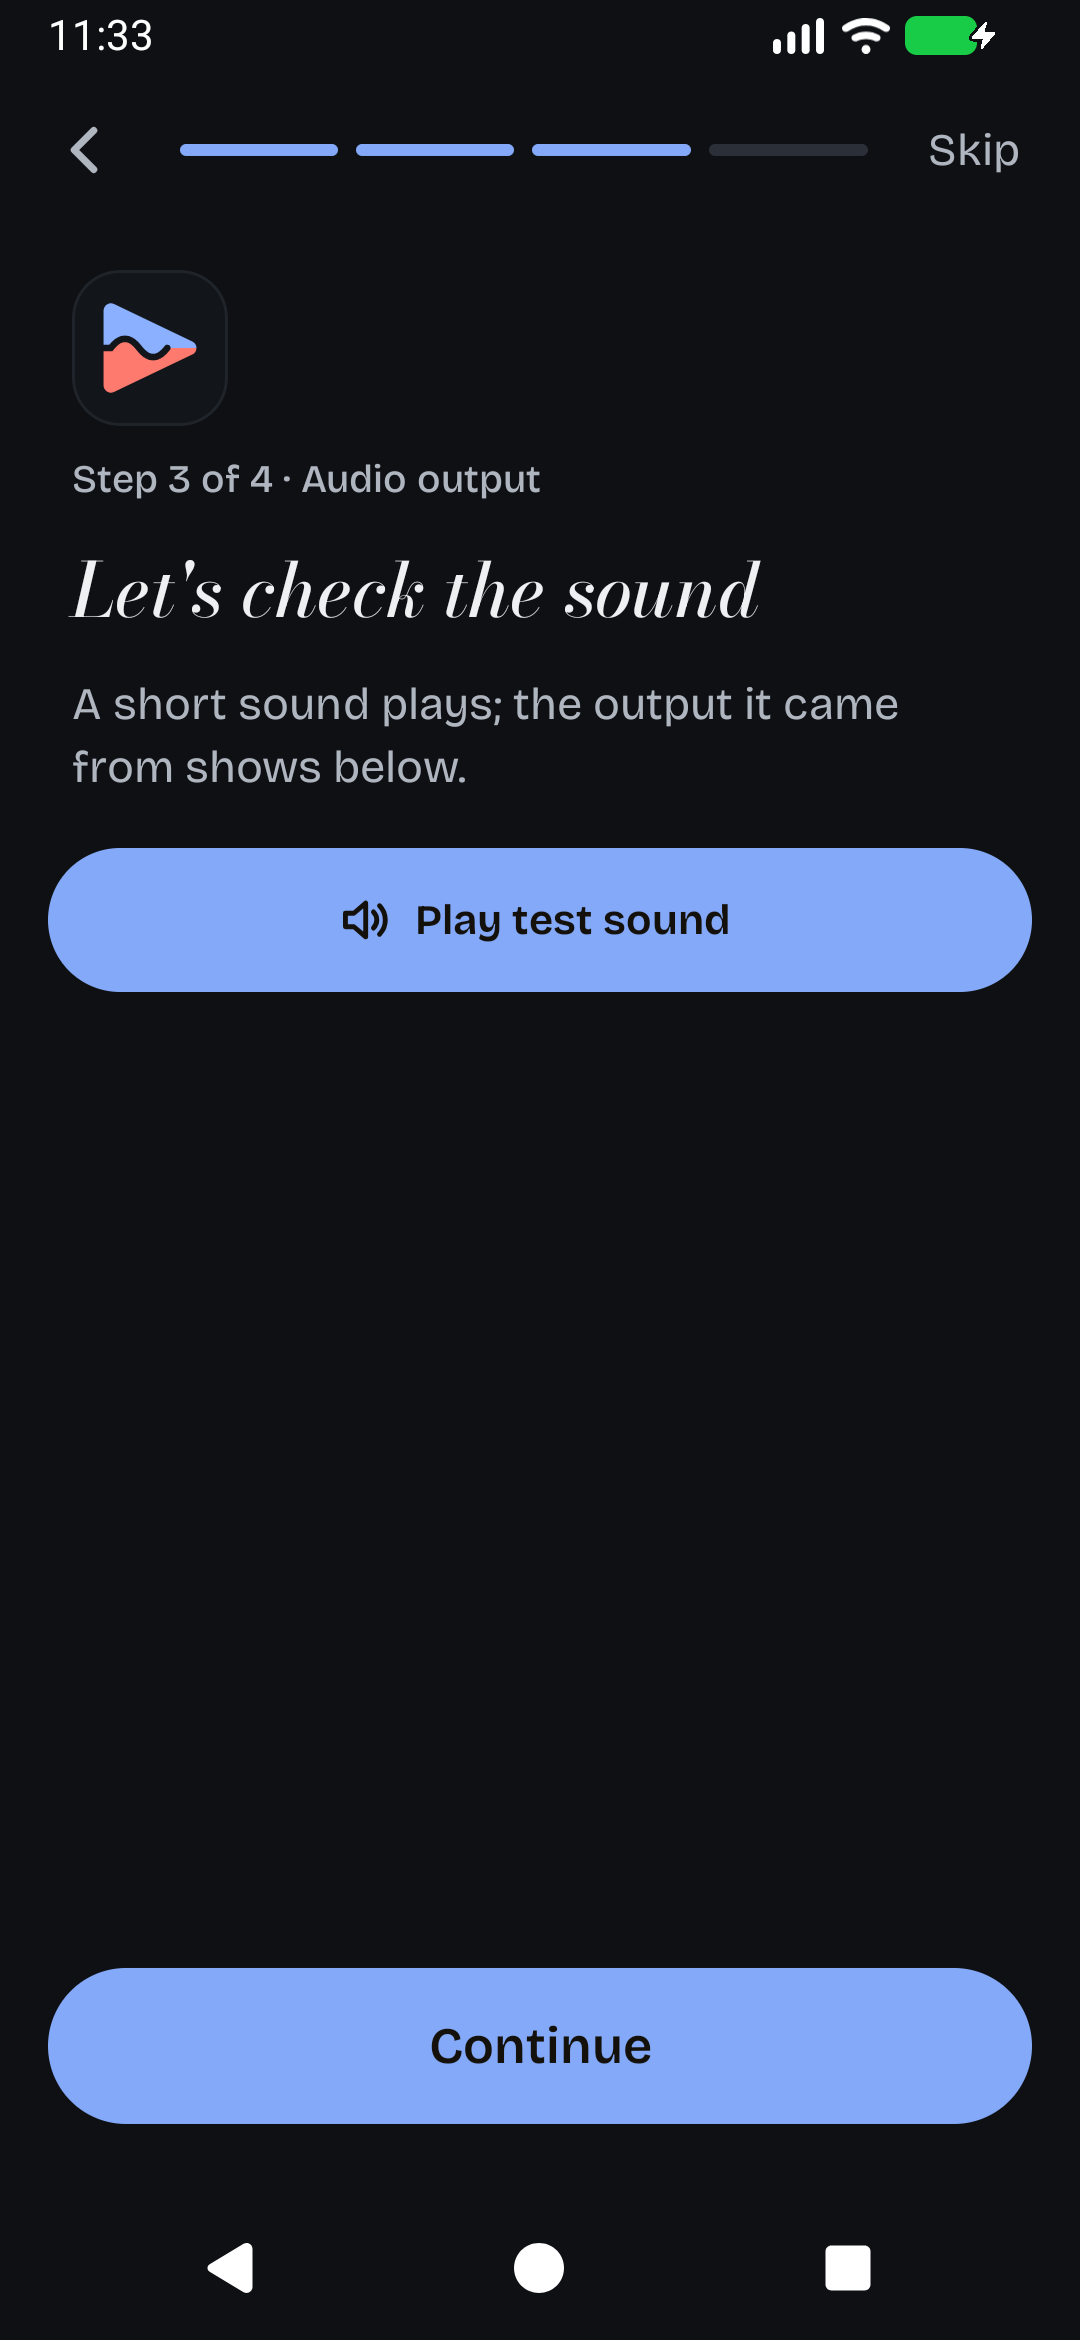 11:33
Skip
Step 3 of 4 · Audio output
Let's check the sound
A short sound plays; the output it came
from shows below.
Play test sound
Continue